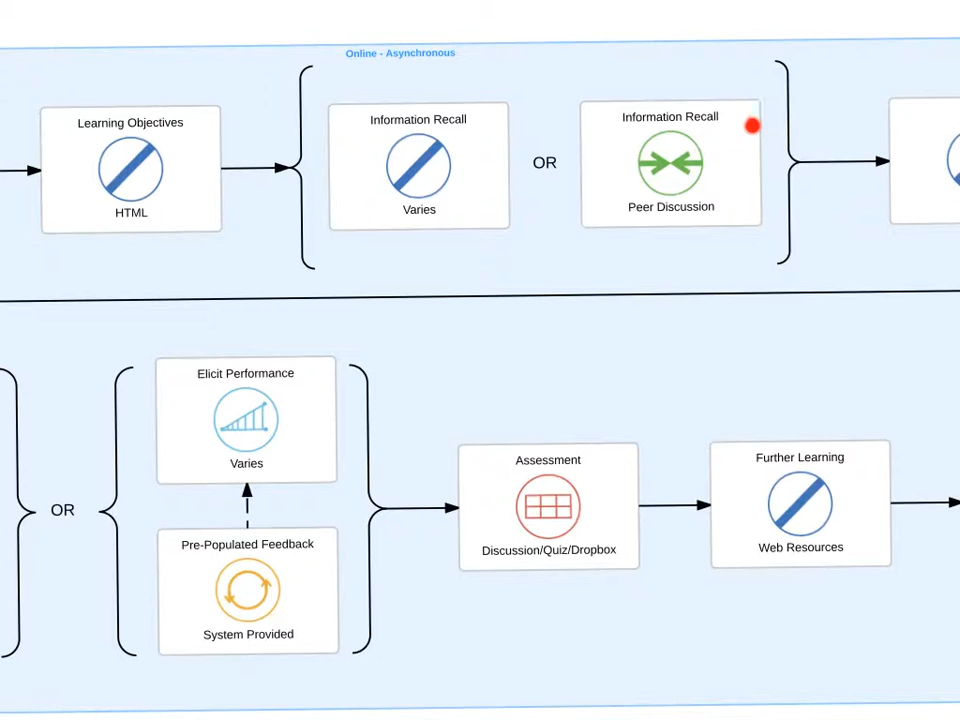 Online - Asynchronous
Learning Objectives
HTML
Information Recall
Varies
OR
Information Recall
Peer Discussion
OR
Elicit Performance
Varies
Pre-Populated Feedback
System Provided
Assessment
Discussion/Quiz/Dropbox
Further Learning
Web Resources